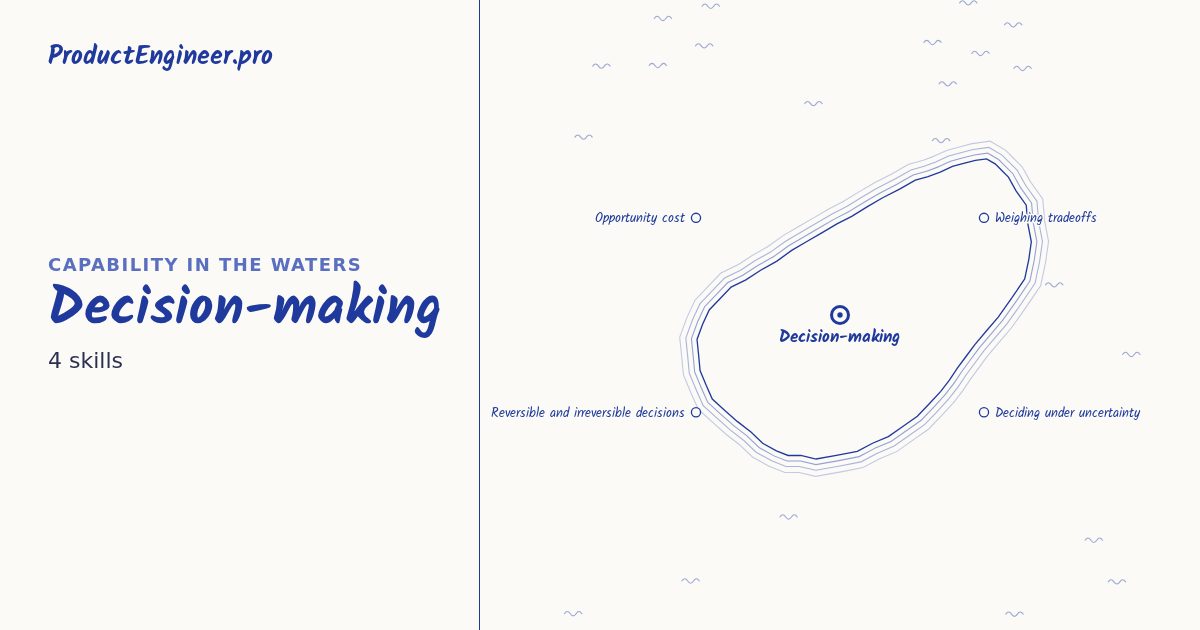 ProductEngineer.pro
CAPABILITY IN THE WATERS
Decision-making
4 skills
Opportunity cost
Weighing tradeoffs
Decision-making
Reversible and irreversible decisions
Deciding under uncertainty